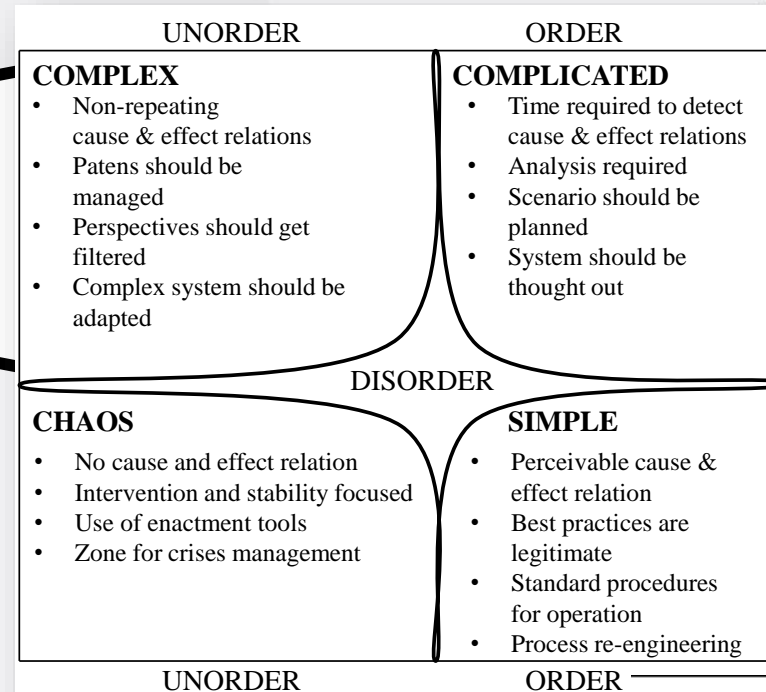 UNORDER
ORDER
COMPLEX
• Non-repeating
cause & effect relations
• Patens should be
managed
• Perspectives should get
filtered
• Complex system should be
adapted
COMPLICATED
• Time required to detect
cause & effect relations
• Analysis required
• Scenario should be
planned
• System should be
thought out
DISORDER
CHAOS
• No cause and effect relation
• Intervention and stability focused
• Use of enactment tools
• Zone for crises management
SIMPLE
• Perceivable cause &
effect relation
• Best practices are
legitimate
• Standard procedures
for operation
• Process re-engineering
UNORDER
ORDER